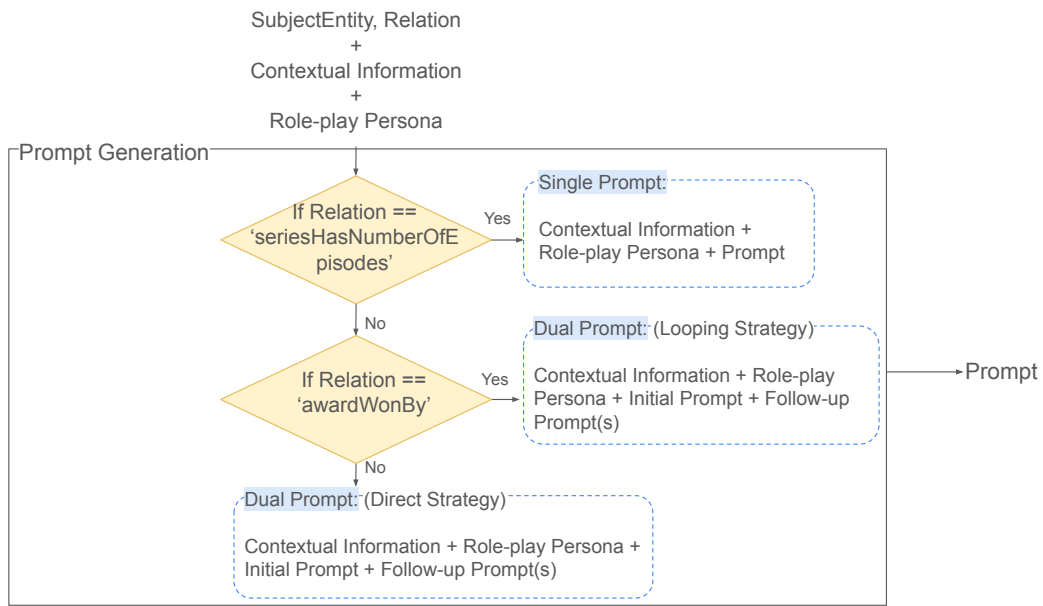 SubjectEntity, Relation
+
Contextual Information
+
Role-play Persona
Prompt Generation
If Relation ==
‘seriesHasNumberOfE
pisodes’
Yes
Single Prompt:
Contextual Information +
Role-play Persona + Prompt
No
If Relation ==
‘awardWonBy’
Yes
Dual Prompt: (Looping Strategy)
Contextual Information + Role-play
Persona + Initial Prompt + Follow-up
Prompt(s)
Prompt
No
Dual Prompt: (Direct Strategy)
Contextual Information + Role-play Persona +
Initial Prompt + Follow-up Prompt(s)